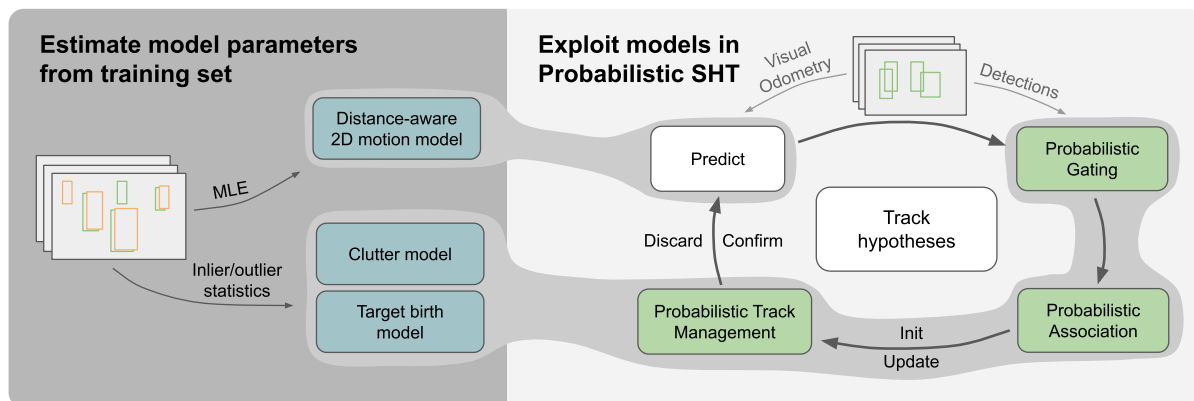 Estimate model parameters
from training set
Distance-aware
2D motion model
MLE
Inlier/outlier
statistics
Clutter model
Target birth
model
Exploit models in
Probabilistic SHT
Visual
Odometry
Detections
Predict
Probabilistic
Gating
Track
hypotheses
Discard
Confirm
Probabilistic Track
Management
Init
Update
Probabilistic
Association